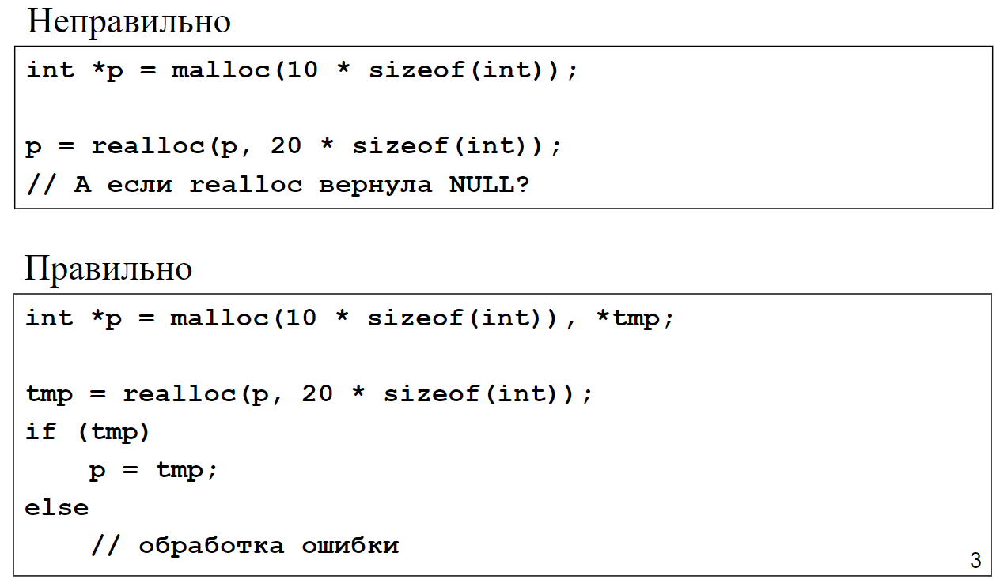 Неправильно
int *p = malloc(10 * sizeof(int));
p = realloc(p, 20 * sizeof(int));
// А если realloc вернула NULL?
Правильно
int *p = malloc(10 * sizeof(int)), *tmp;
tmp = realloc(p, 20 * sizeof(int));
if (tmp)
    p = tmp;
else
    // обработка ошибки
3